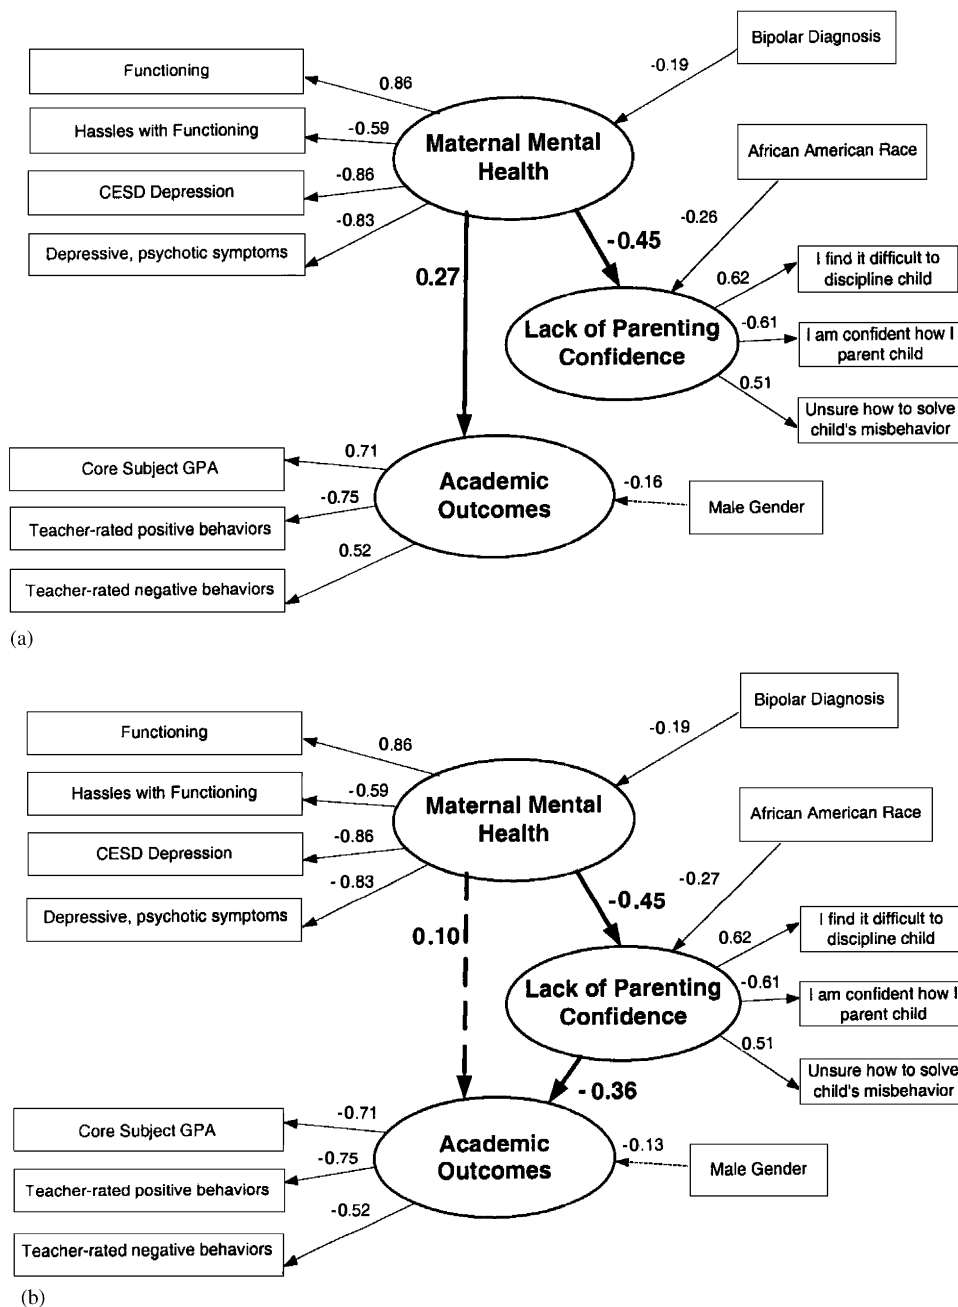 Bipolar Diagnosis
Functioning
-0.19
0.86
Hassles with Functioning
-0.59
Maternal Mental
Health
African American Race
CESD Depression
-0.86
-0.83
-0.26
Depressive, psychotic symptoms
-0.45
0.27
I find it difficult to
discipline child
0.62
Lack of Parenting
Confidence
-0.61
I am confident how I
parent child
0.51
Unsure how to solve
child's misbehavior
Core Subject GPA
0.71
Academic
Outcomes
-0.16
Male Gender
Teacher-rated positive behaviors
-0.75
0.52
Teacher-rated negative behaviors
(a)
Bipolar Diagnosis
Functioning
-0.19
0.86
Hassles with Functioning
-0.59
Maternal Mental
Health
African American Race
CESD Depression
-0.86
-0.83
-0.27
Depressive, psychotic symptoms
-0.45
0.10
I find it difficult to
discipline child
0.62
Lack of Parenting
Confidence
-0.61
I am confident how I
parent child
0.51
Unsure how to solve
child's misbehavior
-0.36
Core Subject GPA
-0.71
Academic
Outcomes
-0.13
Male Gender
Teacher-rated positive behaviors
-0.75
-0.52
Teacher-rated negative behaviors
(b)